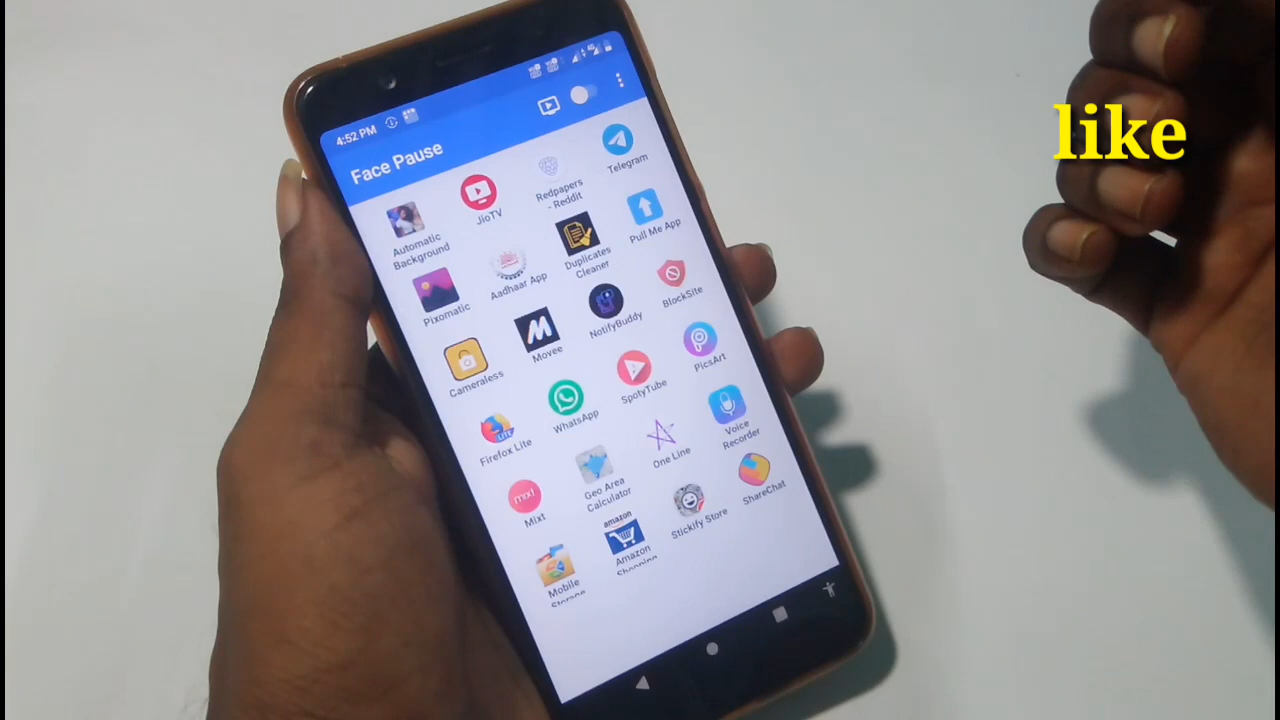 like
4:52 PM
Face Pause
Automatic
Background
JioTV
Redpapers
- Reddit
Telegram
Pixomatic
Aadhaar App
Duplicates
Cleaner
Pull Me App
Cameraless
Movee
NotifyBuddy
BlockSite
Firefox Lite
WhatsApp
SpotyTube
PicsArt
Mixt
Geo Area
Calculator
One Line
Voice
Recorder
Mobile
Storage
amazon
Amazon
Shopping
Stickify Store
ShareChat
LITE
mixt